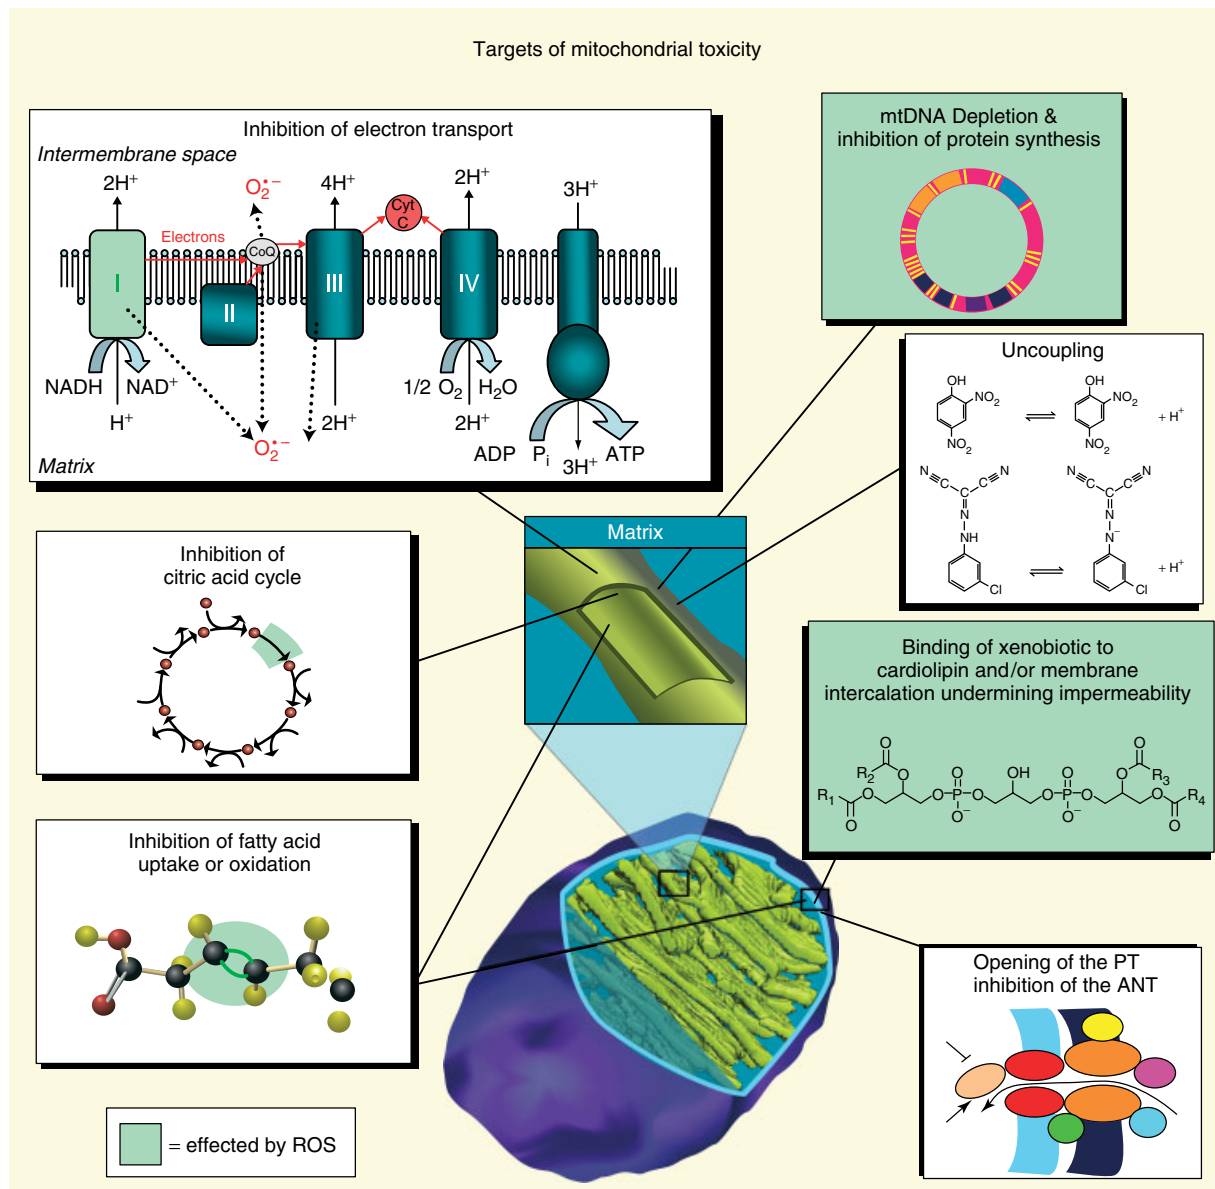 Targets of mitochondrial toxicity
Inhibition of electron transport
Intermembrane space
2H⁺
O₂•⁻
4H⁺
Cyt C
2H⁺
3H⁺
Electrons
CoQ
I
II
III
IV
NADH
NAD⁺
1/2 O₂
H₂O
H⁺
2H⁺
2H⁺
O₂•⁻
ADP
Pᵢ
3H⁺
ATP
Matrix
mtDNA Depletion &
inhibition of protein synthesis
Uncoupling
OH
NO₂
NO₂
OH
NO₂
NO₂
+ H⁺
N
C
C
N
C
N
NH
Cl
N
C
C
N
C
N
N⁻
Cl
+ H⁺
Matrix
Inhibition of
citric acid cycle
Binding of xenobiotic to
cardiolipin and/or membrane
intercalation undermining impermeability
R₁
O
O
R₂
O
O
O
P
O
O⁻
O
OH
O
P
O
O⁻
O
O
O
R₃
O
O
R₄
Inhibition of fatty acid
uptake or oxidation
Opening of the PT
inhibition of the ANT
= effected by ROS